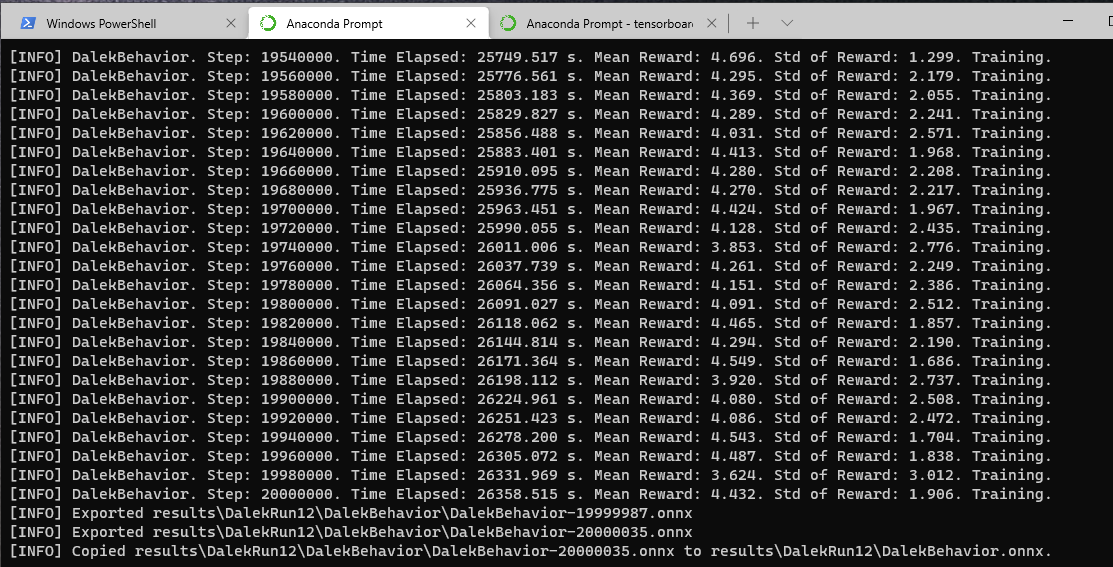 Windows PowerShell
Anaconda Prompt
Anaconda Prompt - tensorboar
[INFO] DalekBehavior. Step: 19540000. Time Elapsed: 25749.517 s. Mean Reward: 4.696. Std of Reward: 1.299. Training.
[INFO] DalekBehavior. Step: 19560000. Time Elapsed: 25776.561 s. Mean Reward: 4.295. Std of Reward: 2.179. Training.
[INFO] DalekBehavior. Step: 19580000. Time Elapsed: 25803.183 s. Mean Reward: 4.369. Std of Reward: 2.055. Training.
[INFO] DalekBehavior. Step: 19600000. Time Elapsed: 25829.827 s. Mean Reward: 4.289. Std of Reward: 2.241. Training.
[INFO] DalekBehavior. Step: 19620000. Time Elapsed: 25856.488 s. Mean Reward: 4.031. Std of Reward: 2.571. Training.
[INFO] DalekBehavior. Step: 19640000. Time Elapsed: 25883.401 s. Mean Reward: 4.413. Std of Reward: 1.968. Training.
[INFO] DalekBehavior. Step: 19660000. Time Elapsed: 25910.095 s. Mean Reward: 4.280. Std of Reward: 2.208. Training.
[INFO] DalekBehavior. Step: 19680000. Time Elapsed: 25936.775 s. Mean Reward: 4.270. Std of Reward: 2.217. Training.
[INFO] DalekBehavior. Step: 19700000. Time Elapsed: 25963.451 s. Mean Reward: 4.424. Std of Reward: 1.967. Training.
[INFO] DalekBehavior. Step: 19720000. Time Elapsed: 25990.055 s. Mean Reward: 4.128. Std of Reward: 2.435. Training.
[INFO] DalekBehavior. Step: 19740000. Time Elapsed: 26011.006 s. Mean Reward: 3.853. Std of Reward: 2.776. Training.
[INFO] DalekBehavior. Step: 19760000. Time Elapsed: 26037.739 s. Mean Reward: 4.261. Std of Reward: 2.249. Training.
[INFO] DalekBehavior. Step: 19780000. Time Elapsed: 26064.356 s. Mean Reward: 4.151. Std of Reward: 2.386. Training.
[INFO] DalekBehavior. Step: 19800000. Time Elapsed: 26091.027 s. Mean Reward: 4.091. Std of Reward: 2.512. Training.
[INFO] DalekBehavior. Step: 19820000. Time Elapsed: 26118.062 s. Mean Reward: 4.465. Std of Reward: 1.857. Training.
[INFO] DalekBehavior. Step: 19840000. Time Elapsed: 26144.814 s. Mean Reward: 4.294. Std of Reward: 2.190. Training.
[INFO] DalekBehavior. Step: 19860000. Time Elapsed: 26171.364 s. Mean Reward: 4.549. Std of Reward: 1.686. Training.
[INFO] DalekBehavior. Step: 19880000. Time Elapsed: 26198.112 s. Mean Reward: 3.920. Std of Reward: 2.737. Training.
[INFO] DalekBehavior. Step: 19900000. Time Elapsed: 26224.961 s. Mean Reward: 4.080. Std of Reward: 2.508. Training.
[INFO] DalekBehavior. Step: 19920000. Time Elapsed: 26251.423 s. Mean Reward: 4.086. Std of Reward: 2.472. Training.
[INFO] DalekBehavior. Step: 19940000. Time Elapsed: 26278.200 s. Mean Reward: 4.543. Std of Reward: 1.704. Training.
[INFO] DalekBehavior. Step: 19960000. Time Elapsed: 26305.072 s. Mean Reward: 4.487. Std of Reward: 1.838. Training.
[INFO] DalekBehavior. Step: 19980000. Time Elapsed: 26331.969 s. Mean Reward: 3.624. Std of Reward: 3.012. Training.
[INFO] DalekBehavior. Step: 20000000. Time Elapsed: 26358.515 s. Mean Reward: 4.432. Std of Reward: 1.906. Training.
[INFO] Exported results\DalekRun12\DalekBehavior\DalekBehavior-19999987.onnx
[INFO] Exported results\DalekRun12\DalekBehavior\DalekBehavior-20000035.onnx
[INFO] Copied results\DalekRun12\DalekBehavior\DalekBehavior-20000035.onnx to results\DalekRun12\DalekBehavior.onnx.